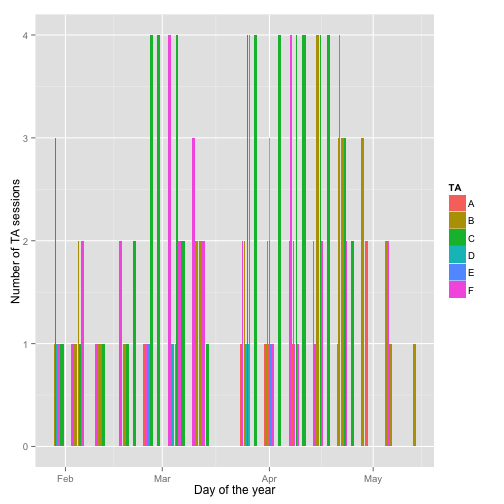 4
3
2
1
0
Number of TA sessions
Feb
Mar
Apr
May
Day of the year
TA
A
B
C
D
E
F